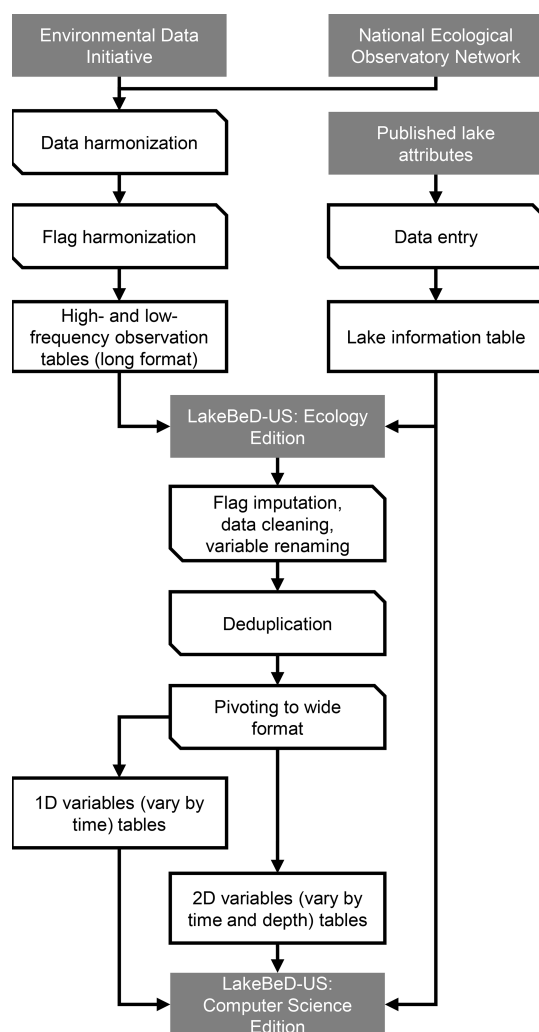 Environmental Data
Initiative
National Ecological
Observatory Network
Data harmonization
Published lake
attributes
Flag harmonization
Data entry
High- and low-
frequency observation
tables (long format)
Lake information table
LakeBeD-US: Ecology
Edition
Flag imputation,
data cleaning,
variable renaming
Deduplication
Pivoting to wide
format
1D variables (vary by
time) tables
2D variables (vary by
time and depth) tables
LakeBeD-US:
Computer Science
Edition